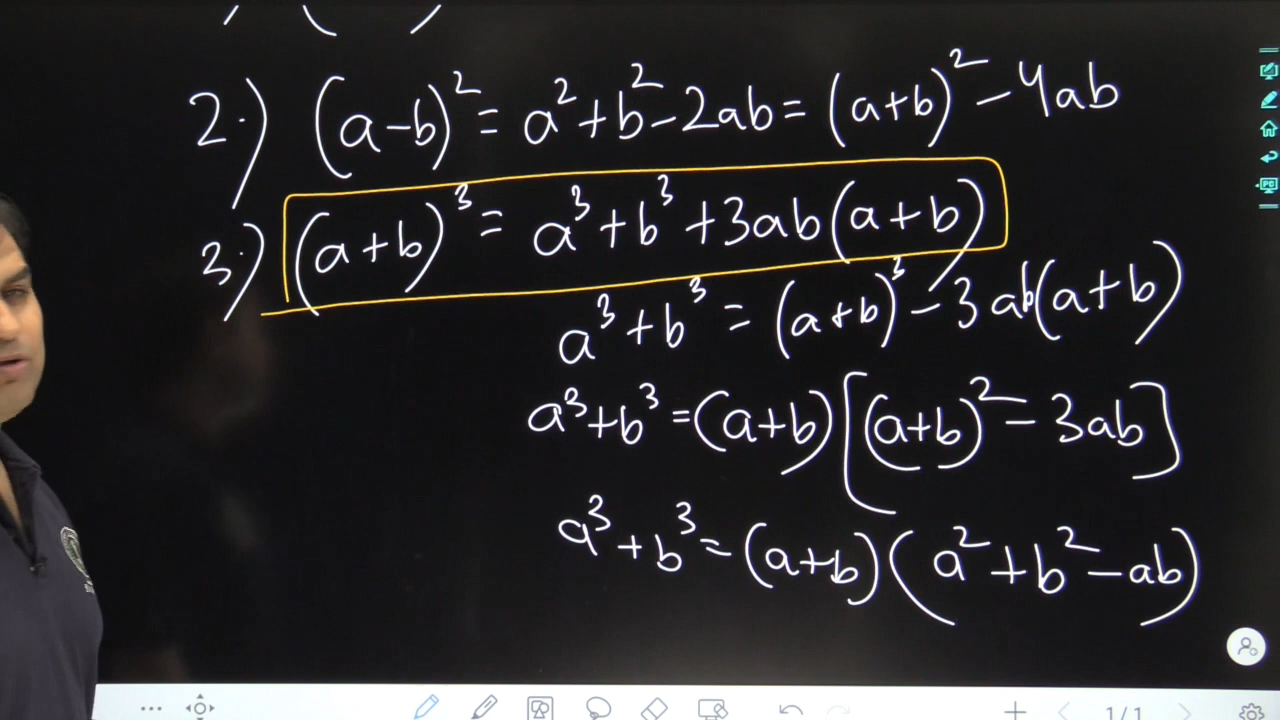 2.) (a-b)² = a²+b²-2ab = (a+b)² - 4ab
3.) (a+b)³ = a³+b³+3ab(a+b)
a³+b³ = (a+b)³ - 3ab(a+b)
a³+b³ = (a+b)[(a+b)² - 3ab]
a³+b³ = (a+b)(a²+b²-ab)
1/1